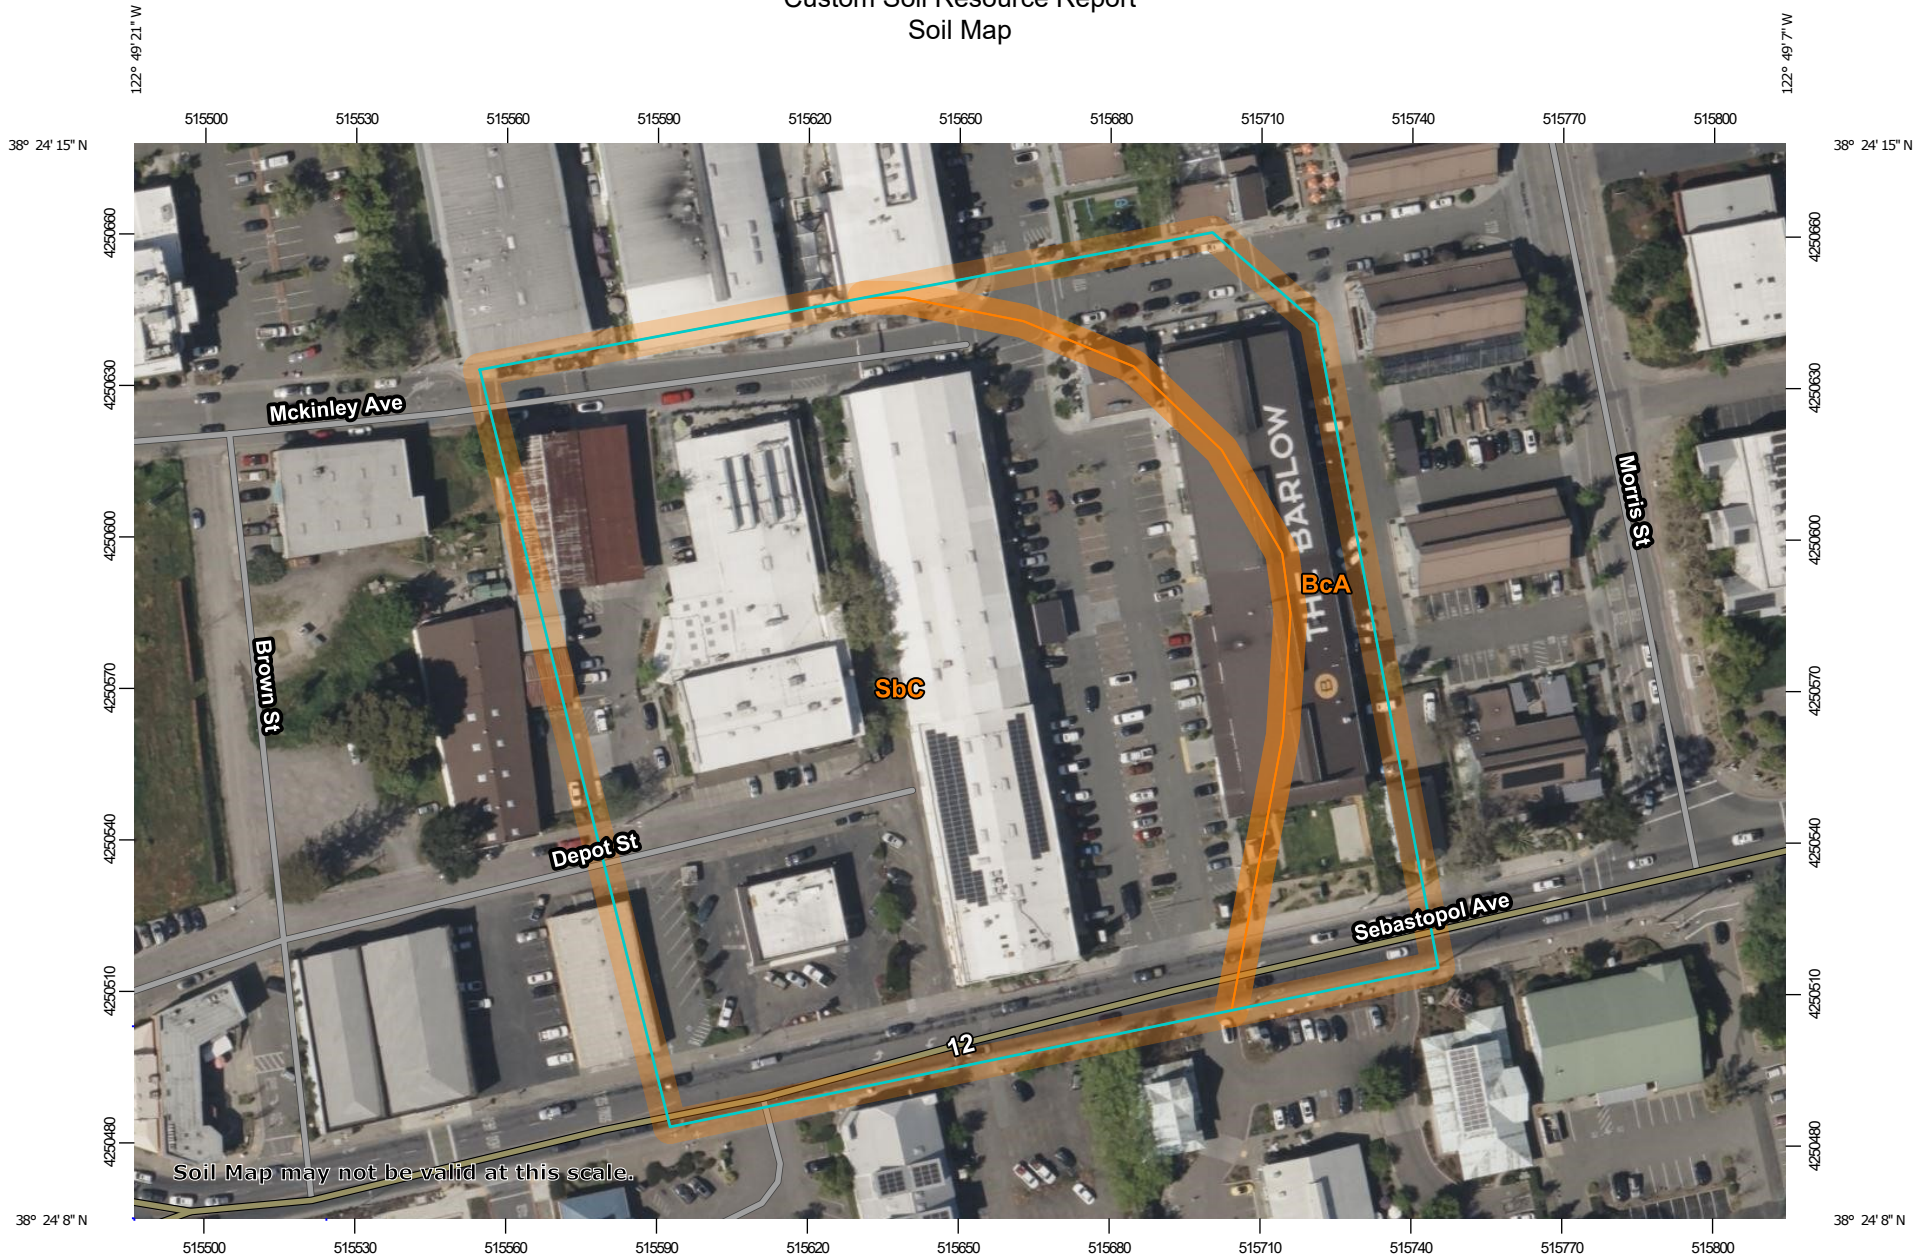 Custom Soil Resource Report
Soil Map
122° 49' 21" W
122° 49' 7" W
515500 515530 515560 515590 515620 515650 515680 515710 515740 515770 515800
38° 24' 15" N
38° 24' 15" N
4250660
4250660
4250630
4250630
Mckinley Ave
THE BARLOW
Morris St
4250600
4250600
BcA
Brown St
SbC
B
4250570
4250570
4250540
4250540
Depot St
Sebastopol Ave
4250510
4250510
12
4250480
4250480
Soil Map may not be valid at this scale.
38° 24' 8" N
38° 24' 8" N
515500 515530 515560 515590 515620 515650 515680 515710 515740 515770 515800